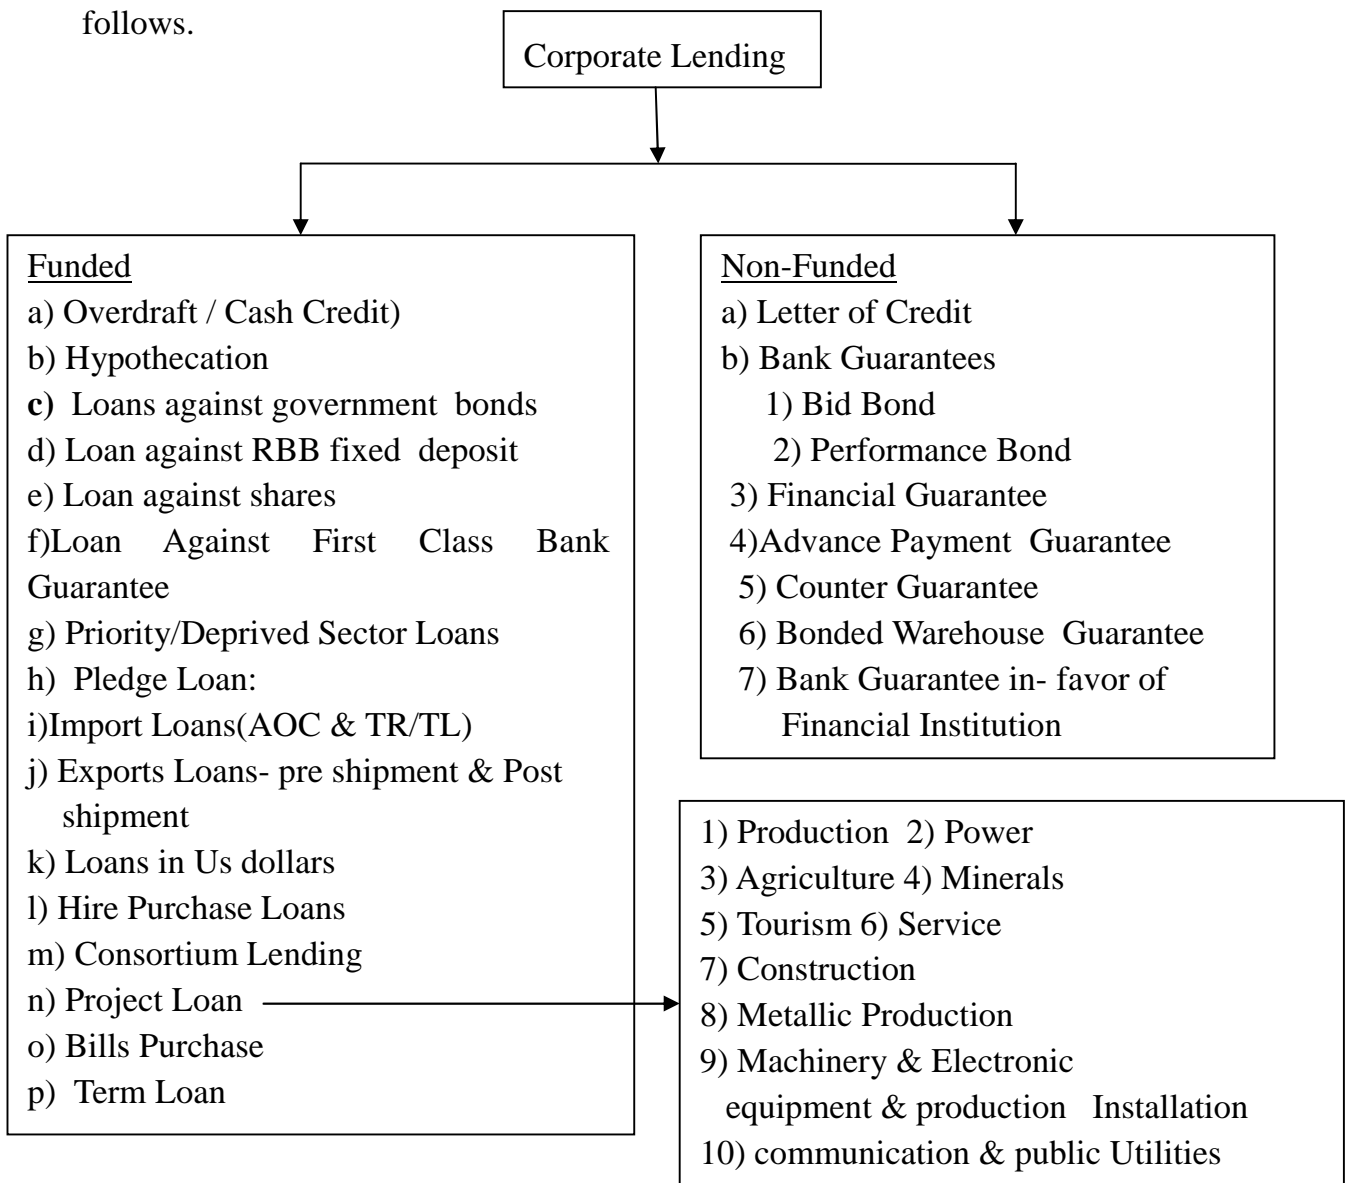 follows.
Corporate Lending
Funded
a) Overdraft / Cash Credit)
b) Hypothecation
c) Loans against government bonds
d) Loan against RBB fixed deposit
e) Loan against shares
f)Loan Against First Class Bank
Guarantee
g) Priority/Deprived Sector Loans
h) Pledge Loan:
i)Import Loans(AOC & TR/TL)
j) Exports Loans- pre shipment & Post
shipment
k) Loans in Us dollars
l) Hire Purchase Loans
m) Consortium Lending
n) Project Loan
o) Bills Purchase
p) Term Loan
Non-Funded
a) Letter of Credit
b) Bank Guarantees
1) Bid Bond
2) Performance Bond
3) Financial Guarantee
4)Advance Payment Guarantee
5) Counter Guarantee
6) Bonded Warehouse Guarantee
7) Bank Guarantee in- favor of
Financial Institution
1) Production 2) Power
3) Agriculture 4) Minerals
5) Tourism 6) Service
7) Construction
8) Metallic Production
9) Machinery & Electronic
equipment & production Installation
10) communication & public Utilities